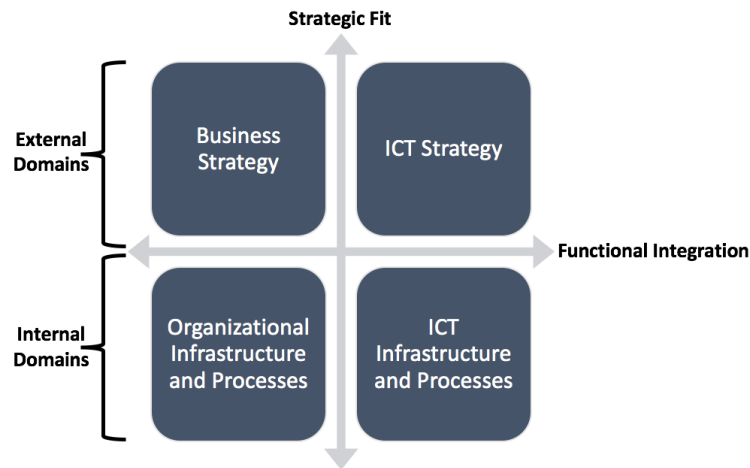 Strategic Fit
External
Domains
Business
Strategy
ICT Strategy
Functional Integration
Internal
Domains
Organizational
Infrastructure
and Processes
ICT
Infrastructure
and Processes